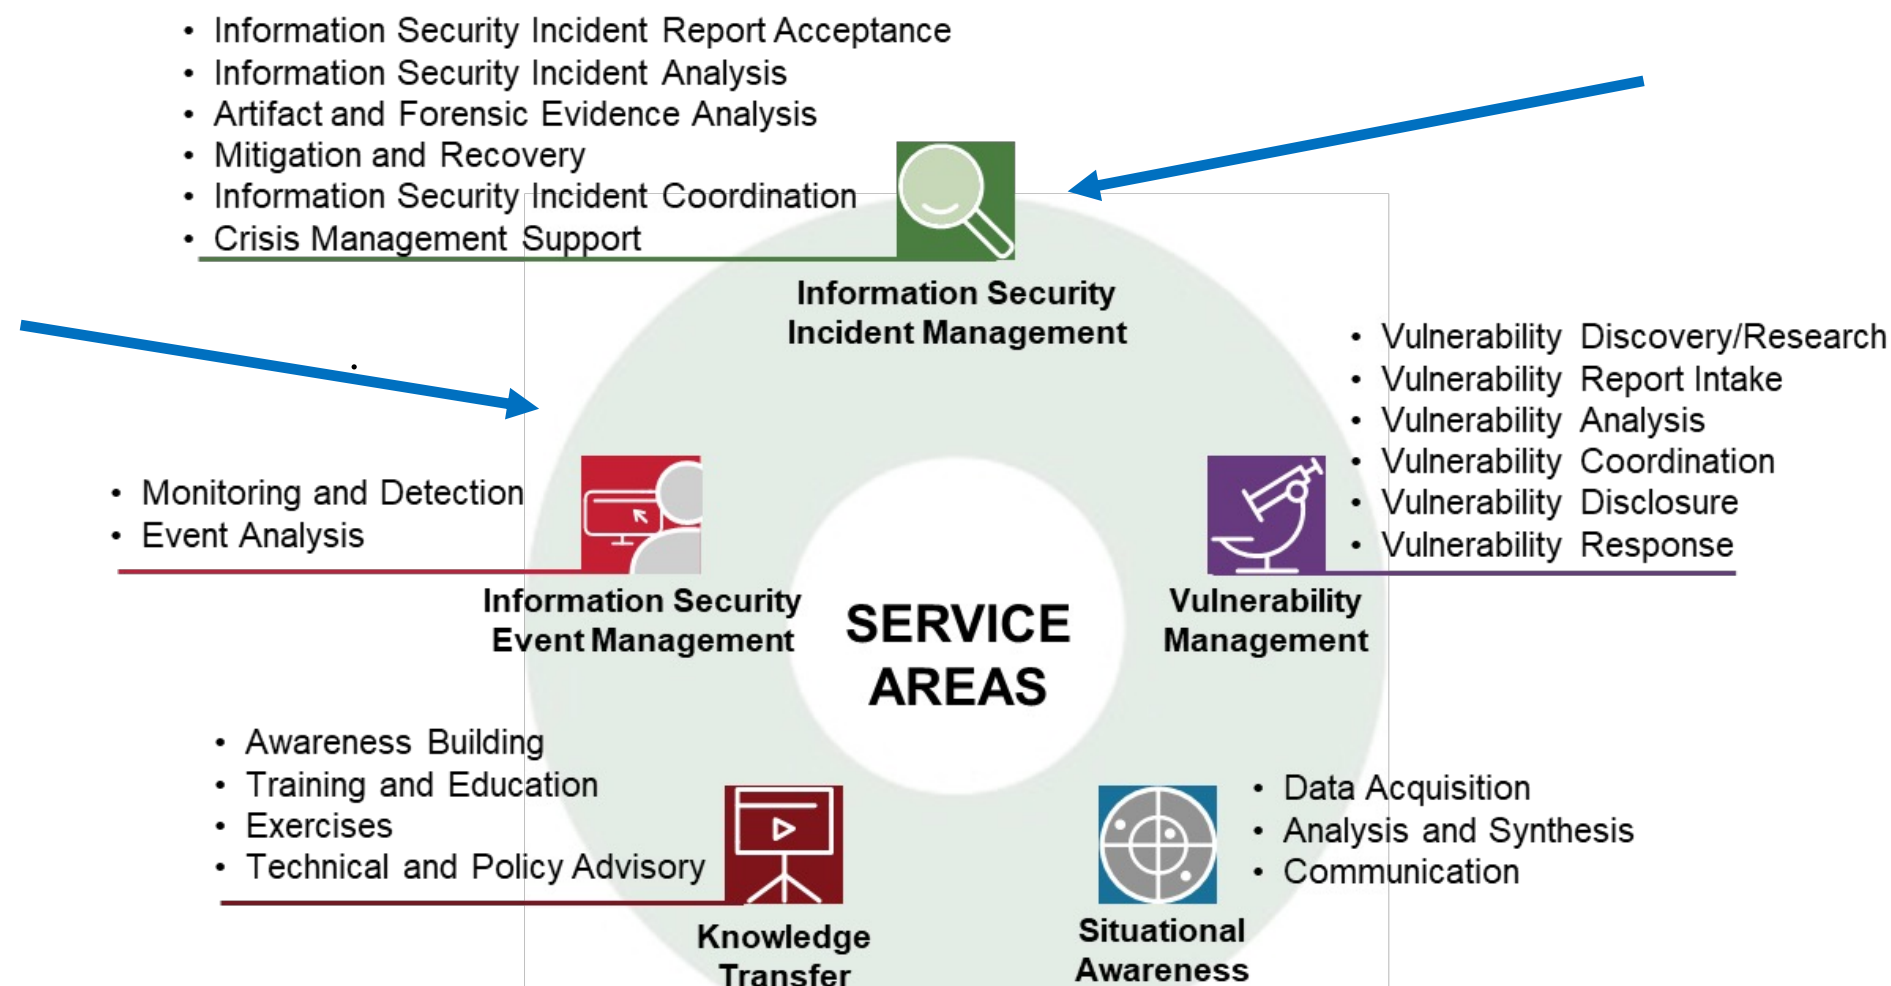 • Information Security Incident Report Acceptance
• Information Security Incident Analysis
• Artifact and Forensic Evidence Analysis
• Mitigation and Recovery
• Information Security Incident Coordination
• Crisis Management Support
Information Security
Incident Management
• Vulnerability Discovery/Research
• Vulnerability Report Intake
• Vulnerability Analysis
• Vulnerability Coordination
• Vulnerability Disclosure
• Vulnerability Response
Vulnerability
Management
.
• Monitoring and Detection
• Event Analysis
Information Security
Event Management
SERVICE
AREAS
• Awareness Building
• Training and Education
• Exercises
• Technical and Policy Advisory
Knowledge
Transfer
• Data Acquisition
• Analysis and Synthesis
• Communication
Situational
Awareness